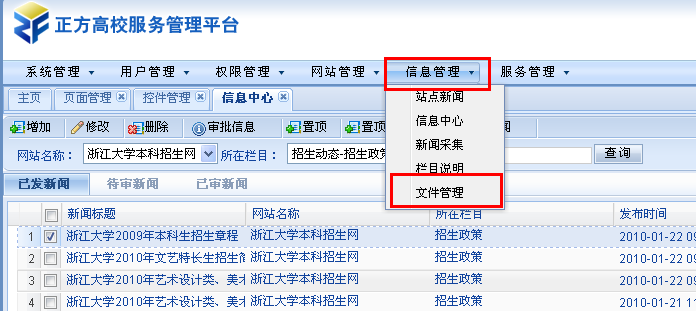 正方高校服务管理平台
系统管理 用户管理 权限管理 网站管理 信息管理 服务管理
主页 页面管理 控件管理 信息中心
站点新闻
增加 修改 删除 审批信息 置顶 置顶 闻
信息中心
新闻采集
网站名称： 浙江大学本科招生网 所在栏目： 招生动态-招生政策 查询
栏目说明
已发新闻 待审新闻 已审新闻
文件管理
新闻标题 网站名称 所在栏目 发布时间
1 浙江大学2009年本科生招生章程 浙江大学本科招生网 招生政策 2010-01-22 09
2 浙江大学2010年文艺特长生招生简 浙江大学本科招生网 招生政策 2010-01-22 09
3 浙江大学2010年艺术设计类、美术 浙江大学本科招生网 招生政策 2010-01-22 09
4 浙江大学2010年艺术设计类、美术 浙江大学本科招生网 招生政策 2010-01-21 11